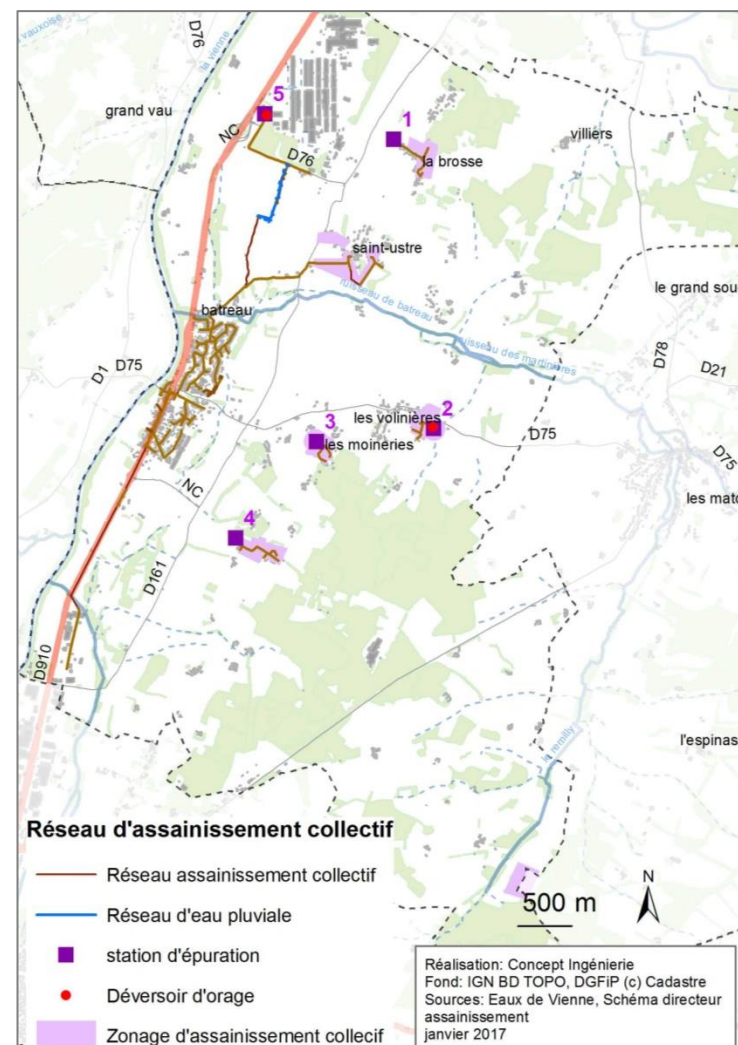 la vauxoise
D76
la vienne
grand vau
5
NC
D76
1
la brosse
villiers
saint-ustre
le grand sou
ruisseau de batreau
batreau
ruisseau des martinières
D78
D1
D75
D21
les volinières
2
3
les moineries
D75
D75
NC
les mato
4
D161
D910
le remilly
l'espinas
Réseau d'assainissement collectif
Réseau assainissement collectif
Réseau d'eau pluviale
station d'épuration
Déversoir d'orage
Zonage d'assainissement collecif
500 m
N
Réalisation: Concept Ingénierie
Fond: IGN BD TOPO, DGFiP (c) Cadastre
Sources: Eaux de Vienne, Schéma directeur
assainissement
janvier 2017